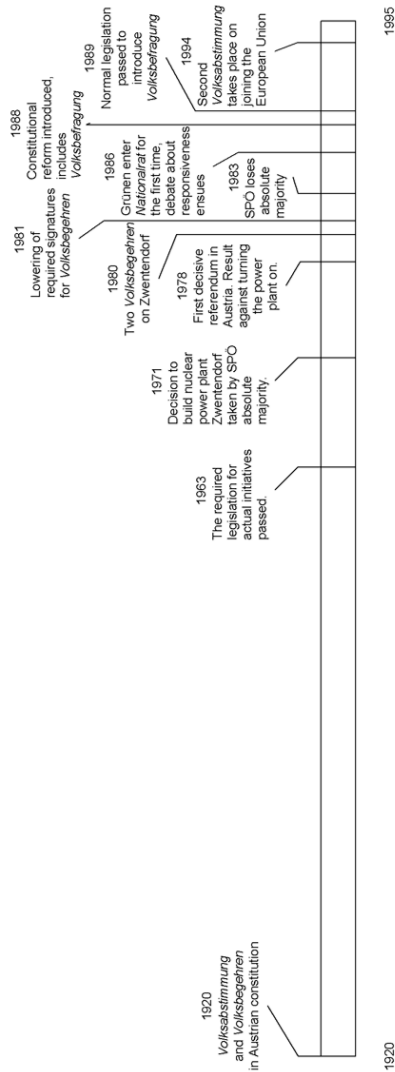 1920
Volksabstimmung
and Volksbegehren
in Austrian constitution
1963
The required
legislation for
actual initiatives
passed.
1971
Decision to
build nuclear
power plant
Zwentendorf
taken by SPÖ
absolute
majority.
1978
First decisive
referendum in
Austria. Result
against turning
the power
plant on.
1980
Two Volksbegehren
on Zwentendorf
1981
Lowering of
required signatures
for Volksbegehren
1983
SPÖ loses
absolute
majority
1986
Grünen enter
Nationalrat for
the first time,
debate about
responsiveness
ensues
1988
Constitutional
reform introduced,
includes
Volksbefragung
1989
Normal legislation
passed to
introduce
Volksbefragung
1994
Second
Volksabstimmung
takes place on
joining the
European Union
1920
1995